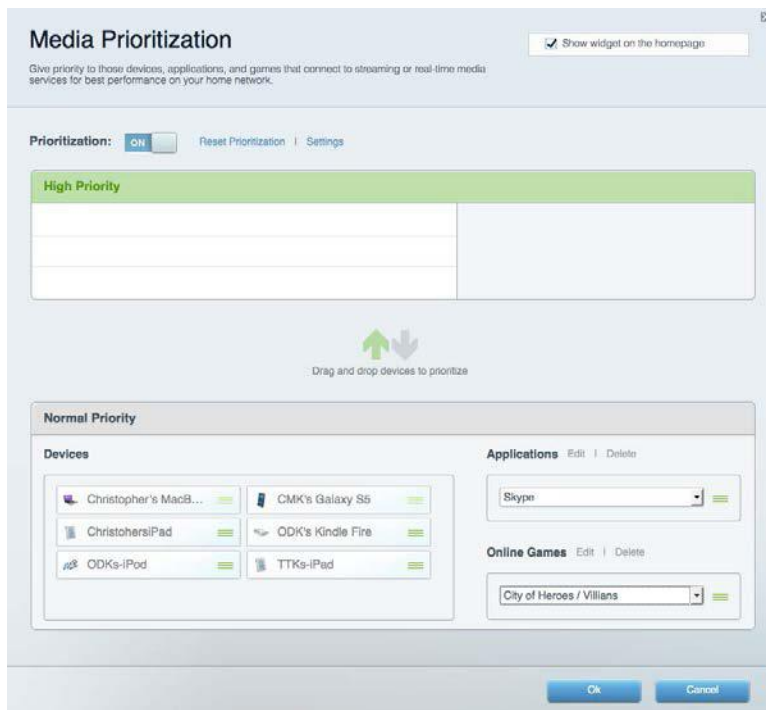 Media Prioritization
Show widget on the homepage
Give priority to those devices, applications, and games that connect to streaming or real-time media
services for best performance on your home network.
Prioritization: ON Reset Prioritization | Settings
High Priority
Drag and drop devices to prioritize
Normal Priority
Devices
Christopher's MacB...
CMK's Galaxy S5
ChristohersiPad
ODK's Kindle Fire
ODKs-iPod
TTKs-iPad
Applications Edit | Delete
Skype
Online Games Edit | Delete
City of Heroes / Villians
Ok
Cancel